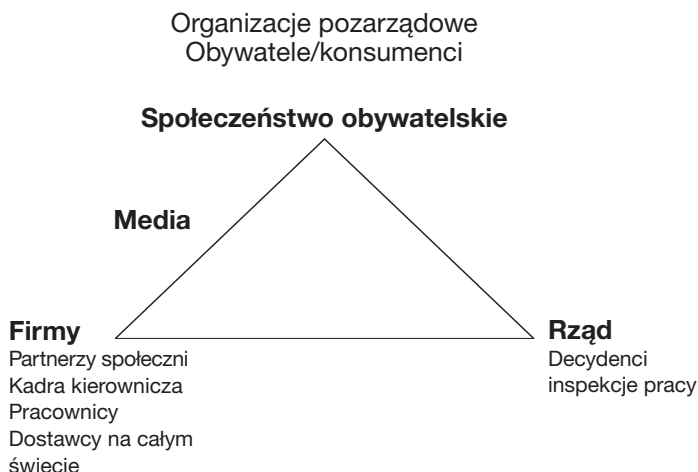 Organizacje pozarządowe
Obywatele/konsumenci
Społeczeństwo obywatelskie
Media
Firmy
Partnerzy społeczni
Kadra kierownicza
Pracownicy
Dostawcy na całym
świecie
Rząd
Decydenci
inspekcje pracy